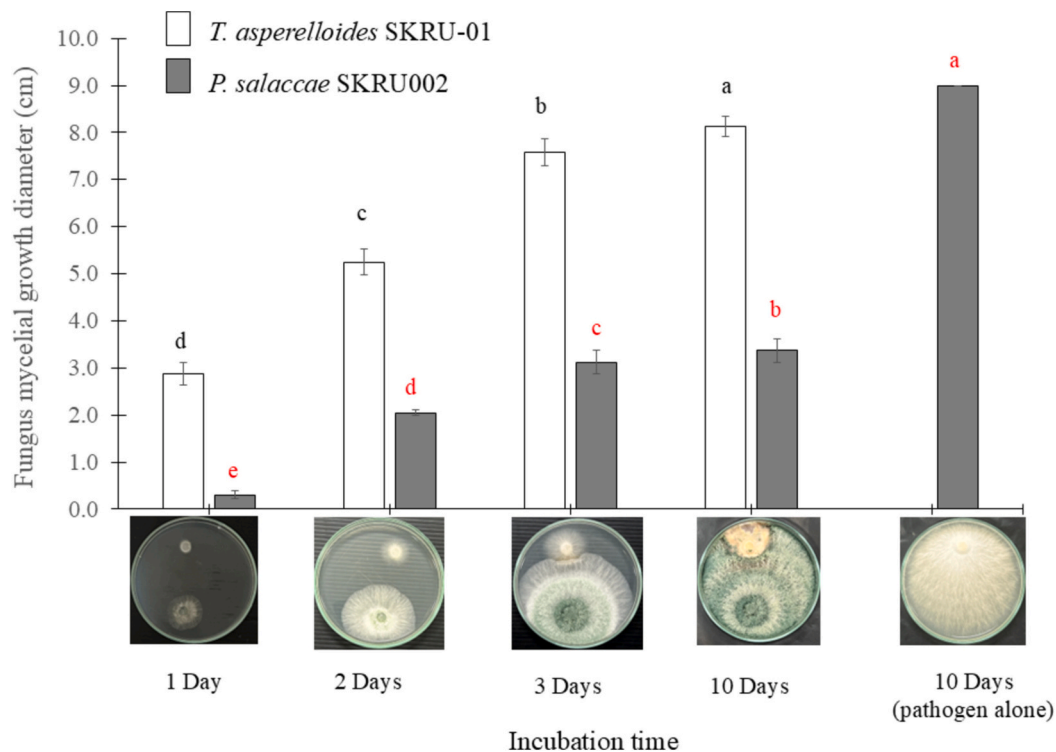 T. asperelloides SKRU-01
P. salaccae SKRU002
Fungus mycelial growth diameter (cm)
10.0
9.0
8.0
7.0
6.0
5.0
4.0
3.0
2.0
1.0
0.0
d
e
c
d
b
c
a
b
a
1 Day
2 Days
3 Days
10 Days
10 Days
(pathogen alone)
Incubation time